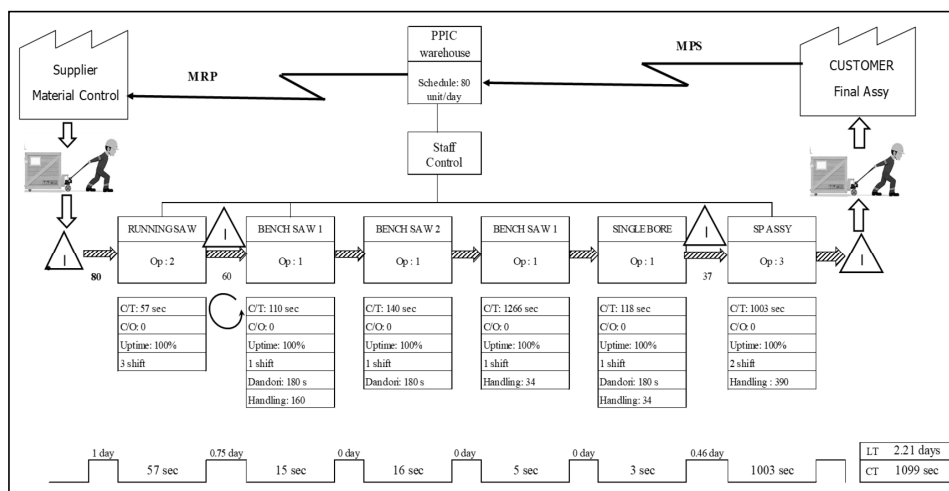 Supplier
Material Control
MRP
PPIC
warehouse
Schedule: 80
unit/day
MPS
CUSTOMER
Final Assy
Staff
Control
I
80
RUNNING SAW
Op : 2
C/T: 57 sec
C/O: 0
Uptime: 100%
3 shift
I
60
BENCH SAW 1
Op : 1
C/T: 110 sec
C/O: 0
Uptime: 100%
1 shift
Dandori: 180 s
Handling: 160
BENCH SAW 2
Op : 1
C/T: 140 sec
C/O: 0
Uptime: 100%
1 shift
Dandori: 180 s
BENCH SAW 1
Op : 1
C/T: 1266 sec
C/O: 0
Uptime: 100%
1 shift
Handling: 34
SINGLE BORE
Op : 1
C/T: 118 sec
C/O: 0
Uptime: 100%
1 shift
Dandori: 180 s
Handling: 34
I
37
SP ASSY
Op : 3
C/T: 1003 sec
C/O: 0
Uptime: 100%
2 shift
Handling : 390
I
1 day
57 sec
0.75 day
15 sec
0 day
16 sec
0 day
5 sec
0 day
3 sec
0.46 day
1003 sec
LT 2.21 days
CT 1099 sec